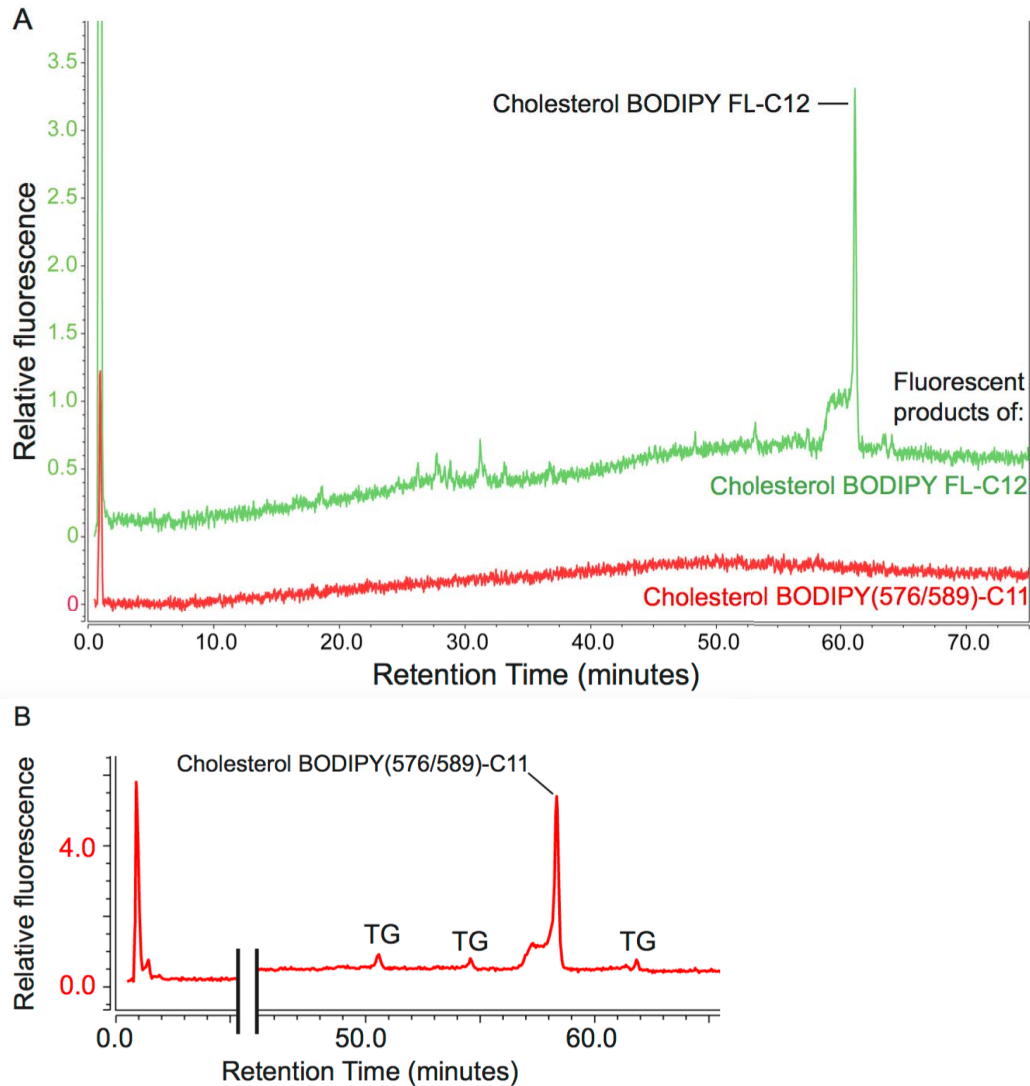 A
Relative fluorescence
3.5
3.0
2.5
2.0
1.5
1.0
0.5
0
0
Cholesterol BODIPY FL-C12
Fluorescent
products of:
Cholesterol BODIPY FL-C12
Cholesterol BODIPY(576/589)-C11
0.0 10.0 20.0 30.0 40.0 50.0 60.0 70.0
Retention Time (minutes)
B
Cholesterol BODIPY(576/589)-C11
Relative fluorescence
4.0
0.0
TG TG TG
0.0 50.0 60.0
Retention Time (minutes)